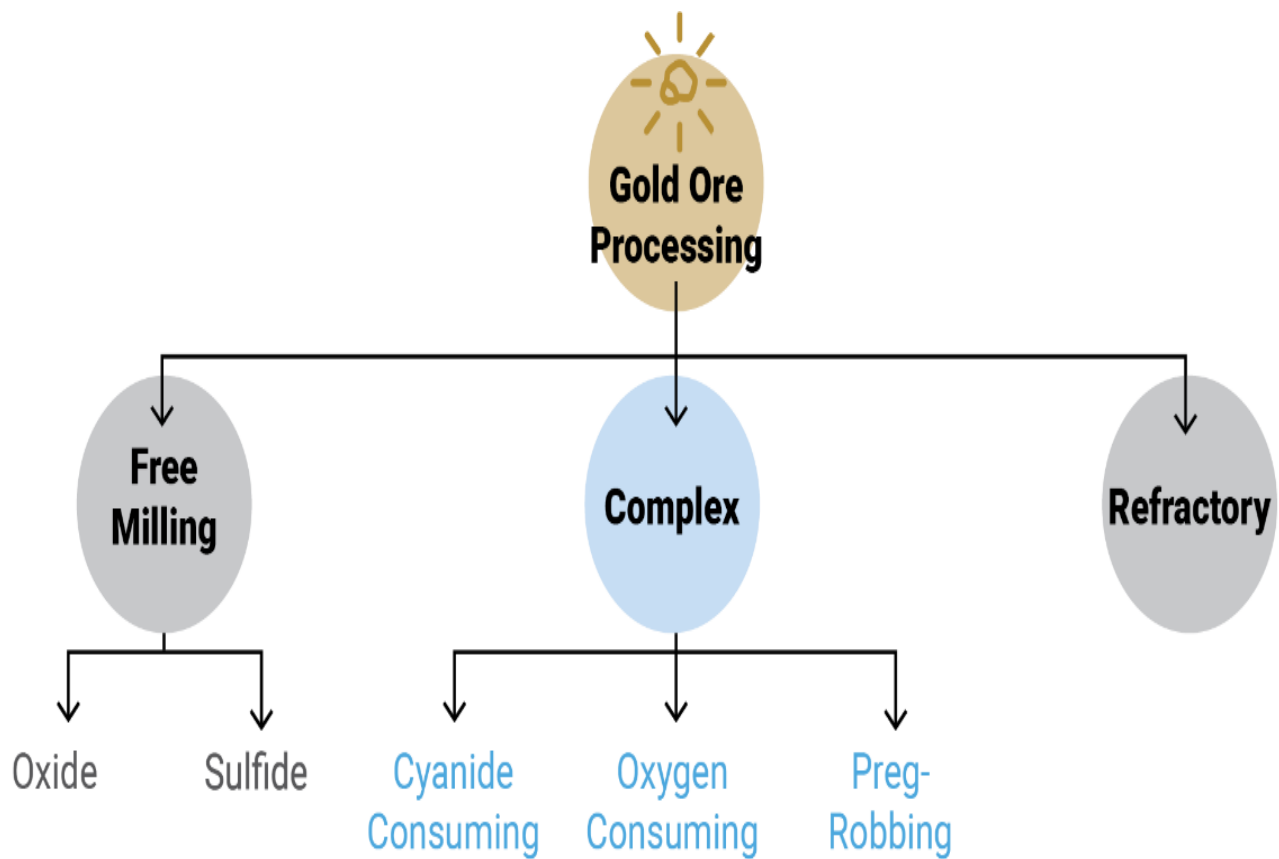 Gold Ore
Processing
Free
Milling
Complex
Refractory
Oxide
Sulfide
Cyanide
Consuming
Oxygen
Consuming
Preg-
Robbing